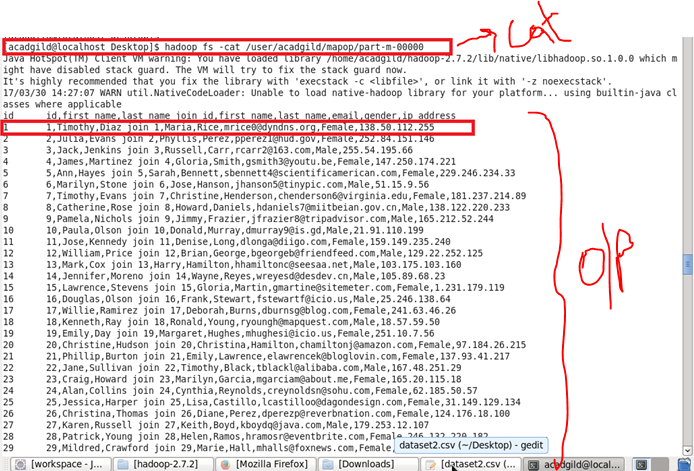 [acadgild@localhost Desktop]$ hadoop fs -cat /user/acadgild/mapop/part-m-00000
cat
Java HotSpot(TM) Client VM warning: You have loaded library /home/acadgild/hadoop-2.7.2/lib/native/libhadoop.so.1.0.0 which m
ight have disabled stack guard. The VM will try to fix the stack guard now.
It's highly recommended that you fix the library with 'execstack -c <libfile>', or link it with '-z noexecstack'.
17/03/30 14:27:07 WARN util.NativeCodeLoader: Unable to load native-hadoop library for your platform... using builtin-java cl
asses where applicable
id id,first_name,last_name join id,first_name,last_name,email,gender,ip_address
1 1,Timothy,Diaz join 1,Maria,Rice,mrice0@dyndns.org,Female,138.50.112.255
2 2,Julia,Evans join 2,Phyllis,Perez,pperez1@hud.gov,Female,252.84.151.146
3 3,Jack,Jenkins join 3,Russell,Carr,rcarr2@163.com,Male,255.54.195.66
4 4,James,Martinez join 4,Gloria,Smith,gsmith3@youtu.be,Female,147.250.174.221
5 5,Ann,Hayes join 5,Sarah,Bennett,sbennett4@scientificamerican.com,Female,229.246.234.33
6 6,Marilyn,Stone join 6,Jose,Hanson,jhanson5@tinypic.com,Male,51.15.9.56
7 7,Timothy,Evans join 7,Christine,Henderson,chenderson6@virginia.edu,Female,181.237.214.89
8 8,Catherine,Rose join 8,Howard,Daniels,hdaniels7@miitbeian.gov.cn,Male,138.122.220.233
9 9,Pamela,Nichols join 9,Jimmy,Frazier,jfrazier8@tripadvisor.com,Male,165.212.52.244
10 10,Paula,Olson join 10,Donald,Murray,dmurray9@is.gd,Male,21.91.110.199
11 11,Jose,Kennedy join 11,Denise,Long,dlonga@diigo.com,Female,159.149.235.240
12 12,William,Price join 12,Brian,George,bgeorgeb@friendfeed.com,Male,129.22.252.125
13 13,Mark,Cox join 13,Harry,Hamilton,hhamiltonc@seesaa.net,Male,103.175.103.160
14 14,Jennifer,Moreno join 14,Wayne,Reyes,wreyesd@desdev.cn,Male,105.89.68.23
15 15,Lawrence,Stevens join 15,Gloria,Martin,gmartine@sitemeter.com,Female,1.231.179.119
16 16,Douglas,Olson join 16,Frank,Stewart,fstewartf@icio.us,Male,25.246.138.64
17 17,Willie,Ramirez join 17,Deborah,Burns,dburnsg@blog.com,Female,241.63.46.26
18 18,Kenneth,Ray join 18,Ronald,Young,ryoungh@mapquest.com,Male,18.57.59.50
19 19,Emily,Day join 19,Margaret,Hughes,mhughesi@icio.us,Female,251.10.7.56
20 20,Christine,Hudson join 20,Christina,Hamilton,chamiltonj@amazon.com,Female,97.184.26.215
21 21,Phillip,Burton join 21,Emily,Lawrence,elawrencek@bloglovin.com,Female,137.93.41.217
22 22,Jane,Sullivan join 22,Timothy,Black,tblackl@alibaba.com,Male,167.48.251.29
23 23,Craig,Howard join 23,Marilyn,Garcia,mgarciam@about.me,Female,165.20.115.18
24 24,Alan,Collins join 24,Cynthia,Reynolds,creynoldsn@sohu.com,Female,62.185.50.57
25 25,Jessica,Harper join 25,Lisa,Castillo,lcastilloo@dagondesign.com,Female,31.149.129.134
26 26,Christina,Thomas join 26,Diane,Perez,dperezp@reverbnation.com,Female,124.176.18.100
27 27,Karen,Russell join 27,Keith,Boyd,kboydq@java.com,Male,179.253.12.107
28 28,Patrick,Young join 28,Helen,Ramos,hramosr@eventbrite.com,Female,246.132.220.182
29 29,Mildred,Crawford join 29,Marie,Hall,mhalls@foxnews.com,Female,
O/P
dataset2.csv (~/Desktop) - gedit
[workspace - J... [hadoop-2.7.2] [Mozilla Firefox] [Downloads] [dataset2.csv (... acadgild@local...